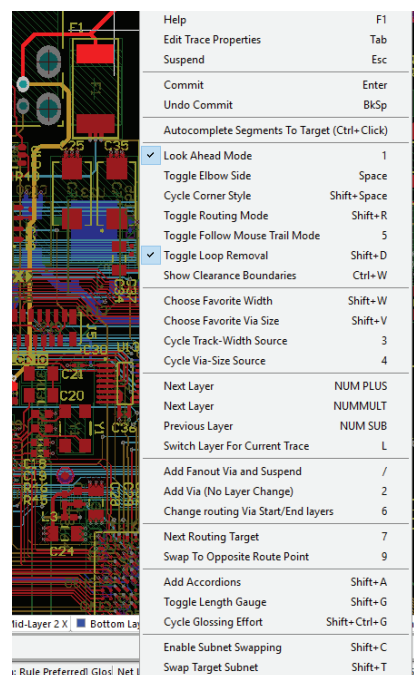 Help F1
Edit Trace Properties Tab
Suspend Esc
Commit Enter
Undo Commit BkSp
Autocomplete Segments To Target (Ctrl+Click)
Look Ahead Mode 1
Toggle Elbow Side Space
Cycle Corner Style Shift+Space
Toggle Routing Mode Shift+R
Toggle Follow Mouse Trail Mode 5
Toggle Loop Removal Shift+D
Show Clearance Boundaries Ctrl+W
Choose Favorite Width Shift+W
Choose Favorite Via Size Shift+V
Cycle Track-Width Source 3
Cycle Via-Size Source 4
Next Layer NUM PLUS
Next Layer NUMMULT
Previous Layer NUM SUB
Switch Layer For Current Trace L
Add Fanout Via and Suspend /
Add Via (No Layer Change) 2
Change routing Via Start/End layers 6
Next Routing Target 7
Swap To Opposite Route Point 9
Add Accordions Shift+A
Toggle Length Gauge Shift+G
Cycle Glossing Effort Shift+Ctrl+G
Enable Subnet Swapping Shift+C
Swap Target Subnet Shift+T
F1
C35
C21
C20
Y1
C24
Mid-Layer 2 X Bottom Lay
Rule Preferred] Glos Net